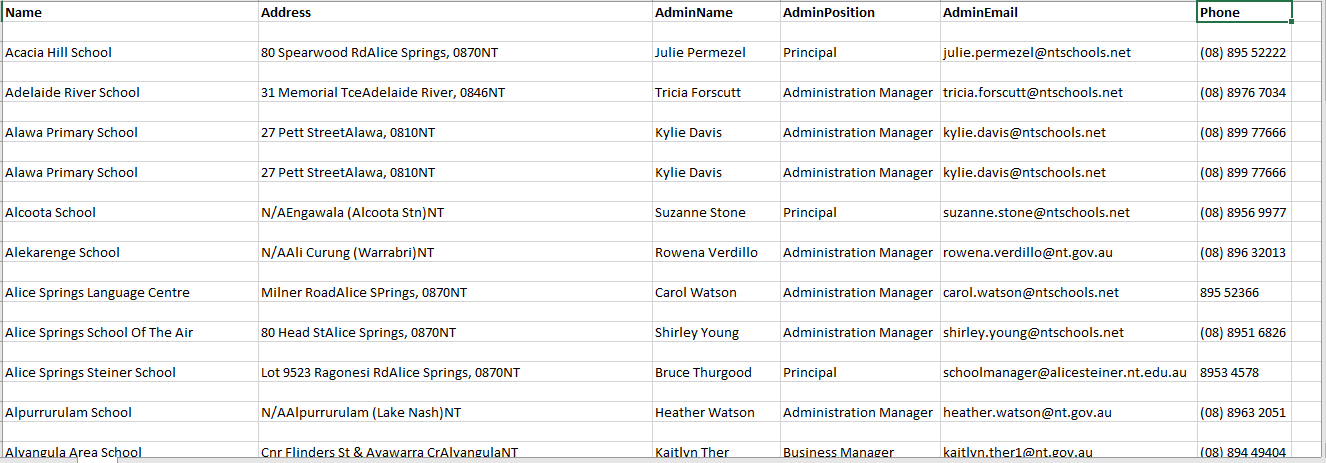 Name Address AdminName AdminPosition AdminEmail Phone
Acacia Hill School 80 Spearwood RdAlice Springs, 0870NT Julie Permezel Principal julie.permezel@ntschools.net (08) 895 52222
Adelaide River School 31 Memorial TceAdelaide River, 0846NT Tricia Forscutt Administration Manager tricia.forscutt@ntschools.net (08) 8976 7034
Alawa Primary School 27 Pett StreetAlawa, 0810NT Kylie Davis Administration Manager kylie.davis@ntschools.net (08) 899 77666
Alawa Primary School 27 Pett StreetAlawa, 0810NT Kylie Davis Administration Manager kylie.davis@ntschools.net (08) 899 77666
Alcoota School N/AEngawala (Alcoota Stn)NT Suzanne Stone Principal suzanne.stone@ntschools.net (08) 8956 9977
Alekarenge School N/AAli Curung (Warrabri)NT Rowena Verdillo Administration Manager rowena.verdillo@nt.gov.au (08) 896 32013
Alice Springs Language Centre Milner RoadAlice SPrings, 0870NT Carol Watson Administration Manager carol.watson@ntschools.net 895 52366
Alice Springs School Of The Air 80 Head StAlice Springs, 0870NT Shirley Young Administration Manager shirley.young@ntschools.net (08) 8951 6826
Alice Springs Steiner School Lot 9523 Ragonesi RdAlice Springs, 0870NT Bruce Thurgood Principal schoolmanager@alicesteiner.nt.edu.au 8953 4578
Alpurrurulam School N/AAlpurrurulam (Lake Nash)NT Heather Watson Administration Manager heather.watson@nt.gov.au (08) 8963 2051
Alyangula Area School Cnr Flinders St & Ayawarra CrAlyangulaNT Kaitlyn Ther Business Manager kaitlyn.ther1@nt.gov.au (08) 894 49404